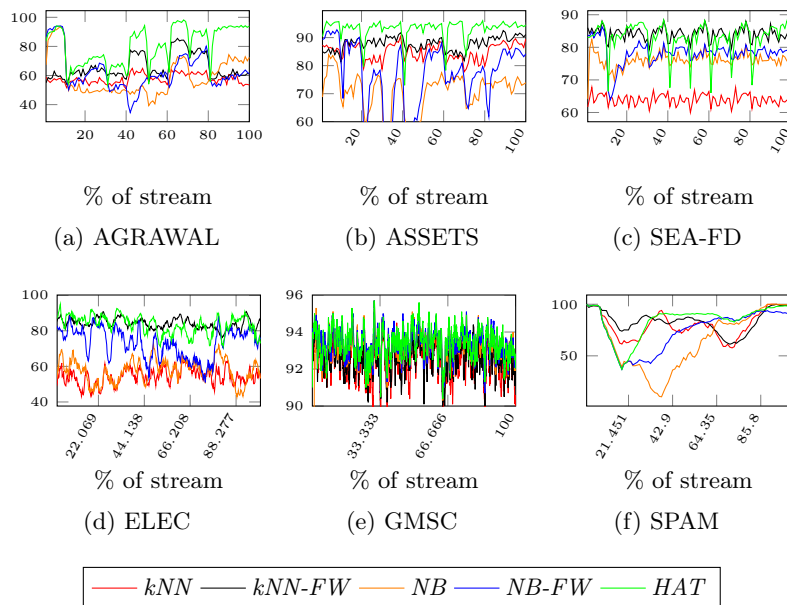 100
80
60
40
20 40 60 80 100
% of stream
(a) AGRAWAL
90
80
70
60
20 40 60 80 100
% of stream
(b) ASSETS
90
80
70
60
20 40 60 80 100
% of stream
(c) SEA-FD
100
80
60
40
22.069 44.138 66.208 88.277
% of stream
(d) ELEC
96
94
92
90
33.333 66.666 100
% of stream
(e) GMSC
100
50
21.451 42.9 64.35 85.8
% of stream
(f) SPAM
kNN kNN-FW NB NB-FW HAT